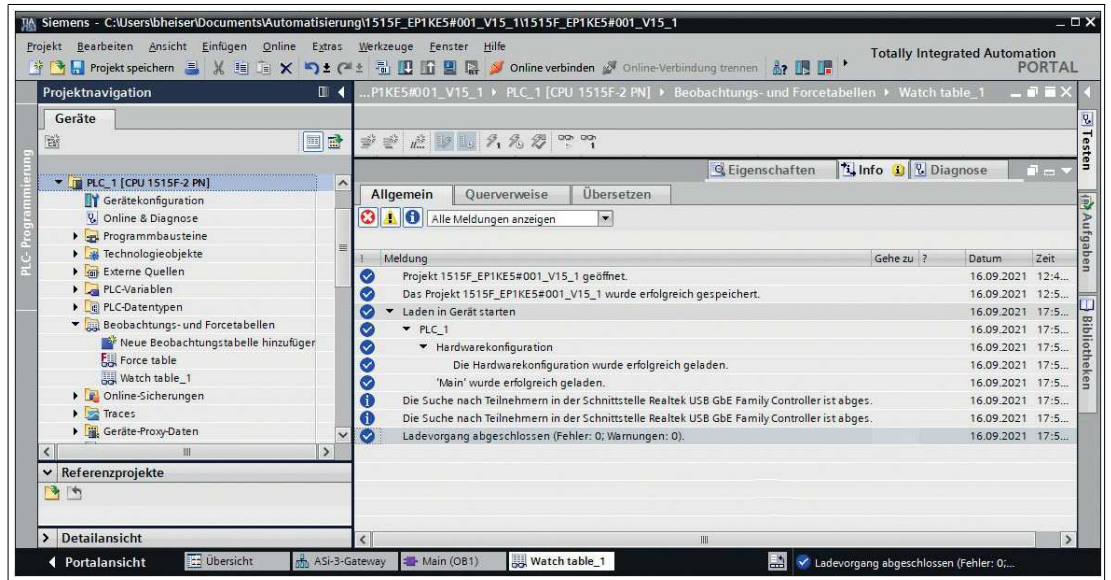 Siemens - C:\Users\bheiser\Documents\Automatisierung\1515F_EP1KE5#001_V15_1\1515F_EP1KE5#001_V15_1
Projekt Bearbeiten Ansicht Einfügen Online Extras Werkzeuge Fenster Hilfe
Totally Integrated Automation
PORTAL
Projekt speichern
Online verbinden
Online-Verbindung trennen
Projektnavigation
...P1KE5#001_V15_1 PLC_1 [CPU 1515F-2 PN] Beobachtungs- und Forcetabellen Watch table_1
Geräte
PLC-Programmierung
PLC_1 [CPU 1515F-2 PN]
Gerätekonfiguration
Online & Diagnose
Programmbausteine
Technologieobjekte
Externe Quellen
PLC-Variablen
PLC-Datentypen
Beobachtungs- und Forcetabellen
Neue Beobachtungstabelle hinzufüger
Force table
Watch table_1
Online-Sicherungen
Traces
Geräte-Proxy-Daten
Referenzprojekte
Detailansicht
Eigenschaften Info Diagnose
Allgemein Querverweise Übersetzen
Alle Meldungen anzeigen
! Meldung Gehe zu ? Datum Zeit
Projekt 1515F_EP1KE5#001_V15_1 geöffnet. 16.09.2021 12:4...
Das Projekt 1515F_EP1KE5#001_V15_1 wurde erfolgreich gespeichert. 16.09.2021 12:5...
Laden in Gerät starten 16.09.2021 17:5...
PLC_1 16.09.2021 17:5...
Hardwarekonfiguration 16.09.2021 17:5...
Die Hardwarekonfiguration wurde erfolgreich geladen. 16.09.2021 17:5...
'Main' wurde erfolgreich geladen. 16.09.2021 17:5...
Die Suche nach Teilnehmern in der Schnittstelle Realtek USB GbE Family Controller ist abges. 16.09.2021 17:5...
Die Suche nach Teilnehmern in der Schnittstelle Realtek USB GbE Family Controller ist abges. 16.09.2021 17:5...
Ladevorgang abgeschlossen (Fehler: 0; Warnungen: 0). 16.09.2021 17:5...
Testen
Aufgaben
Bibliotheken
Portalansicht Übersicht ASi-3-Gateway Main (OB1) Watch table_1 Ladevorgang abgeschlossen (Fehler: 0;...